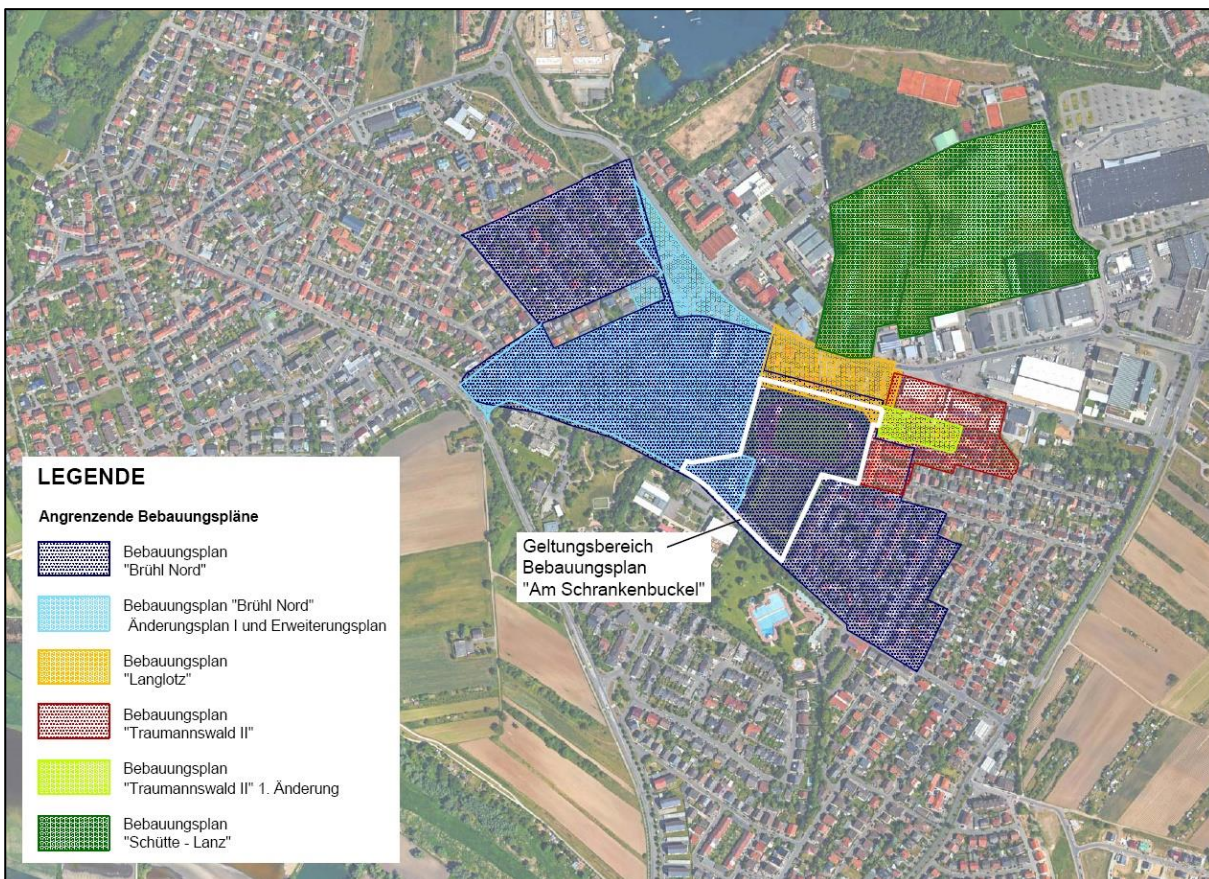 LEGENDE
Angrenzende Bebauungspläne
Bebauungsplan
"Brühl Nord"
Bebauungsplan "Brühl Nord"
Änderungsplan I und Erweiterungsplan
Bebauungsplan
"Langlotz"
Bebauungsplan
"Traumannswald II"
Bebauungsplan
"Traumannswald II" 1. Änderung
Bebauungsplan
"Schütte - Lanz"
Geltungsbereich
Bebauungsplan
"Am Schrankenbuckel"